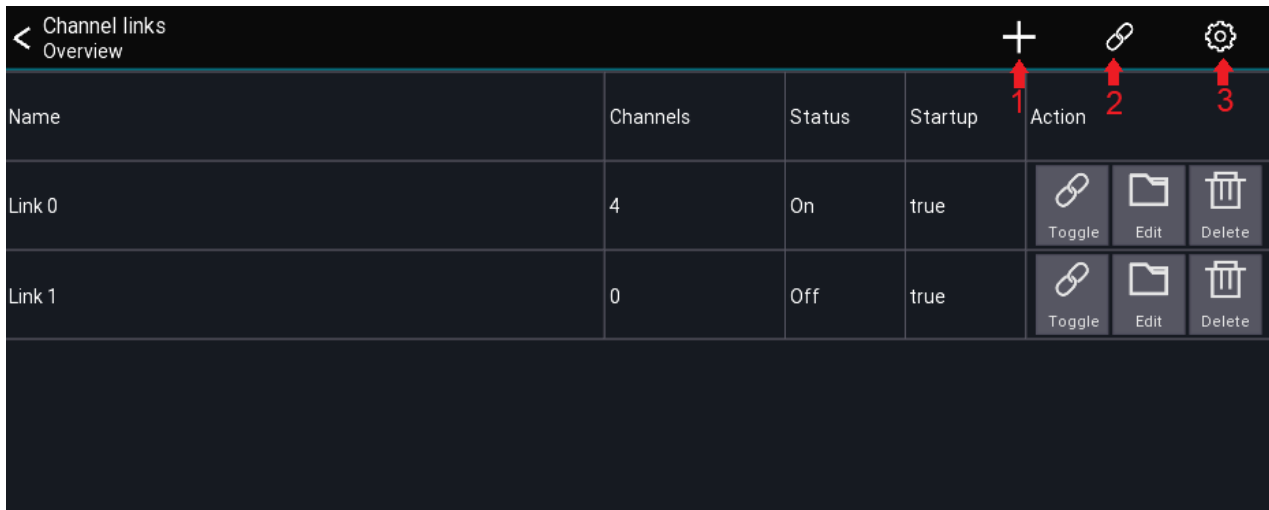 Channel links
Overview
1 2 3
Name Channels Status Startup Action
Link 0 4 On true
Toggle Edit Delete
Link 1 0 Off true
Toggle Edit Delete